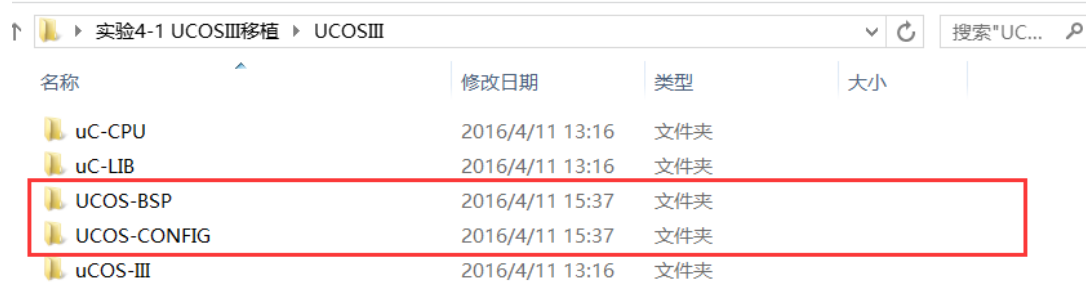 实验4-1 UCOSIII移植 UCOSIII 搜索"UC...
名称 修改日期 类型 大小
uC-CPU 2016/4/11 13:16 文件夹
uC-LIB 2016/4/11 13:16 文件夹
UCOS-BSP 2016/4/11 15:37 文件夹
UCOS-CONFIG 2016/4/11 15:37 文件夹
uCOS-III 2016/4/11 13:16 文件夹